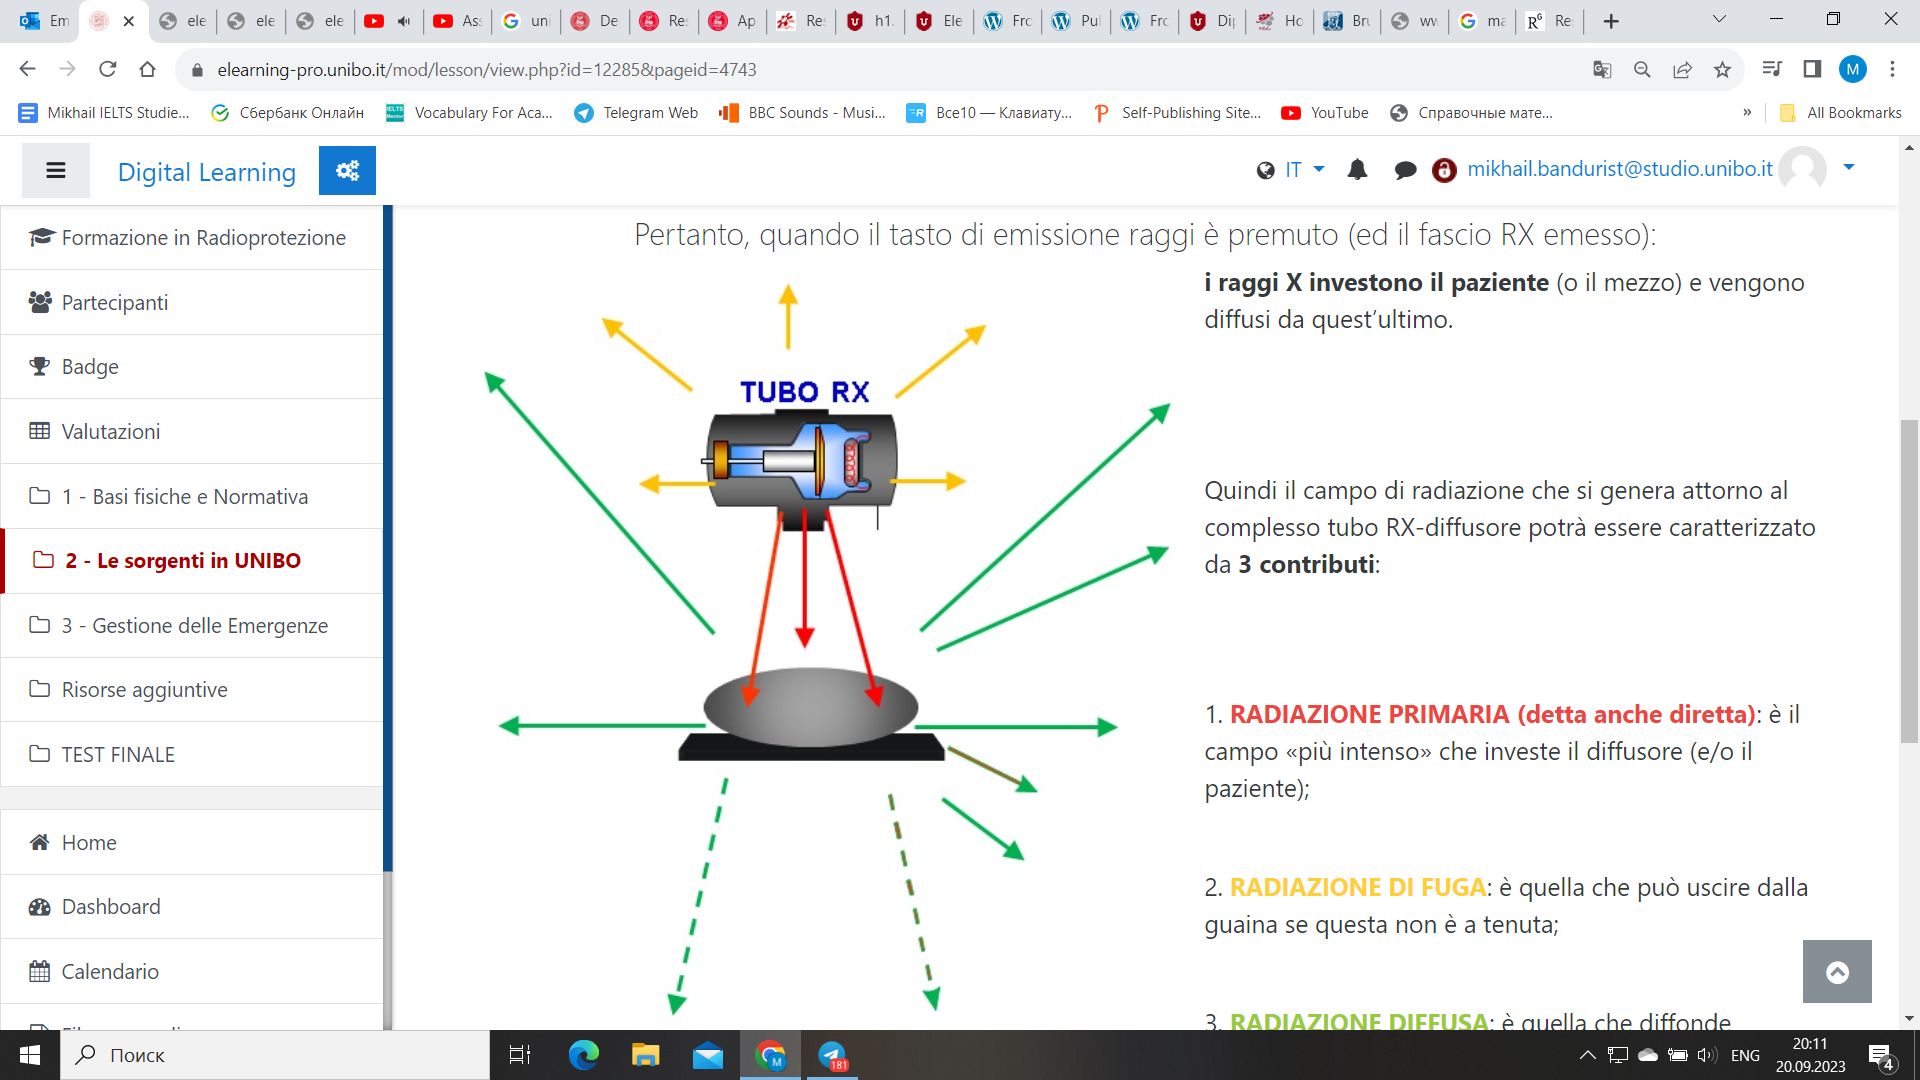 Em
ele
ele
ele
Ass
uni
De
Res
Ap
Res
h1.
Ele
Fro
Pul
Fro
Dip
Ho
Bru
ww
ma
Re
elearning-pro.unibo.it/mod/lesson/view.php?id=12285&pageid=4743
M
Mikhail IELTS Studie...
Сбербанк Онлайн
Vocabulary For Aca...
Telegram Web
BBC Sounds - Musi...
Все10 — Клавиату...
Self-Publishing Site...
YouTube
Справочные мате...
»
All Bookmarks
Digital Learning
IT
mikhail.bandurist@studio.unibo.it
Formazione in Radioprotezione
Partecipanti
Badge
Valutazioni
1 - Basi fisiche e Normativa
2 - Le sorgenti in UNIBO
3 - Gestione delle Emergenze
Risorse aggiuntive
TEST FINALE
Home
Dashboard
Calendario
Pertanto, quando il tasto di emissione raggi è premuto (ed il fascio RX emesso):
TUBO RX
i raggi X investono il paziente (o il mezzo) e vengono
diffusi da quest’ultimo.
Quindi il campo di radiazione che si genera attorno al
complesso tubo RX-diffusore potrà essere caratterizzato
da 3 contributi:
1. RADIAZIONE PRIMARIA (detta anche diretta): è il
campo «più intenso» che investe il diffusore (e/o il
paziente);
2. RADIAZIONE DI FUGA: è quella che può uscire dalla
guaina se questa non è a tenuta;
3. RADIAZIONE DIFFUSA: è quella che diffonde
Поиск
M
181
ENG
20:11
20.09.2023
4